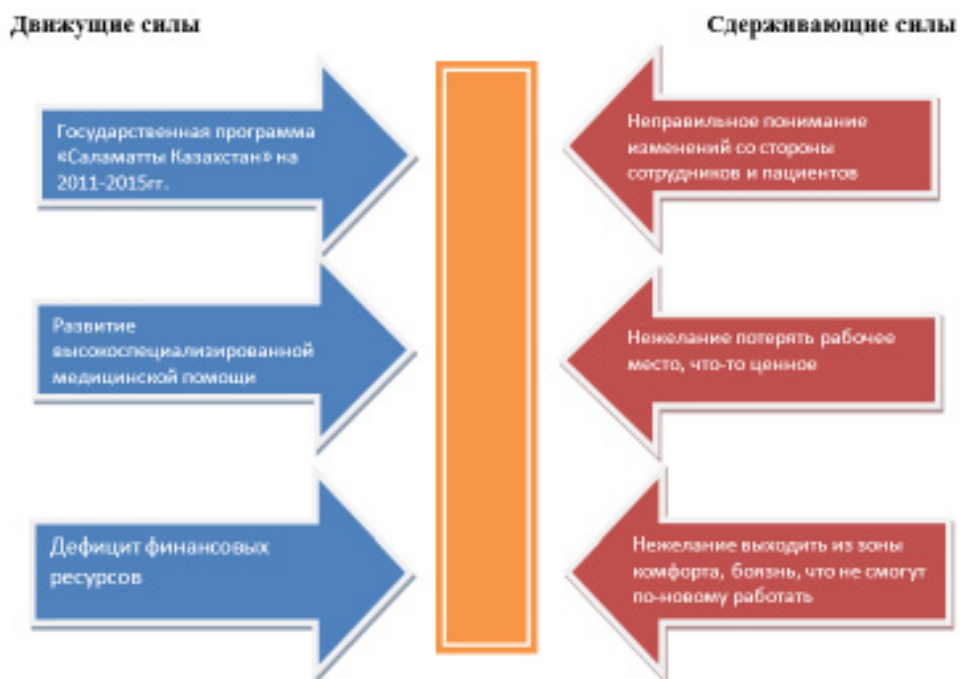 Движущие силы
Сдерживающие силы
Государственная программа
«Саламатты Казахстан» на
2011-2015гг.
Неправильное понимание
изменений со стороны
сотрудников и пациентов
Развитие
высокоспециализированной
медицинской помощи
Нежелание потерять рабочее
место, что-то ценное
Дефицит финансовых
ресурсов
Нежелание выходить из зоны
комфорта, боязнь, что не смогут
по-новому работать